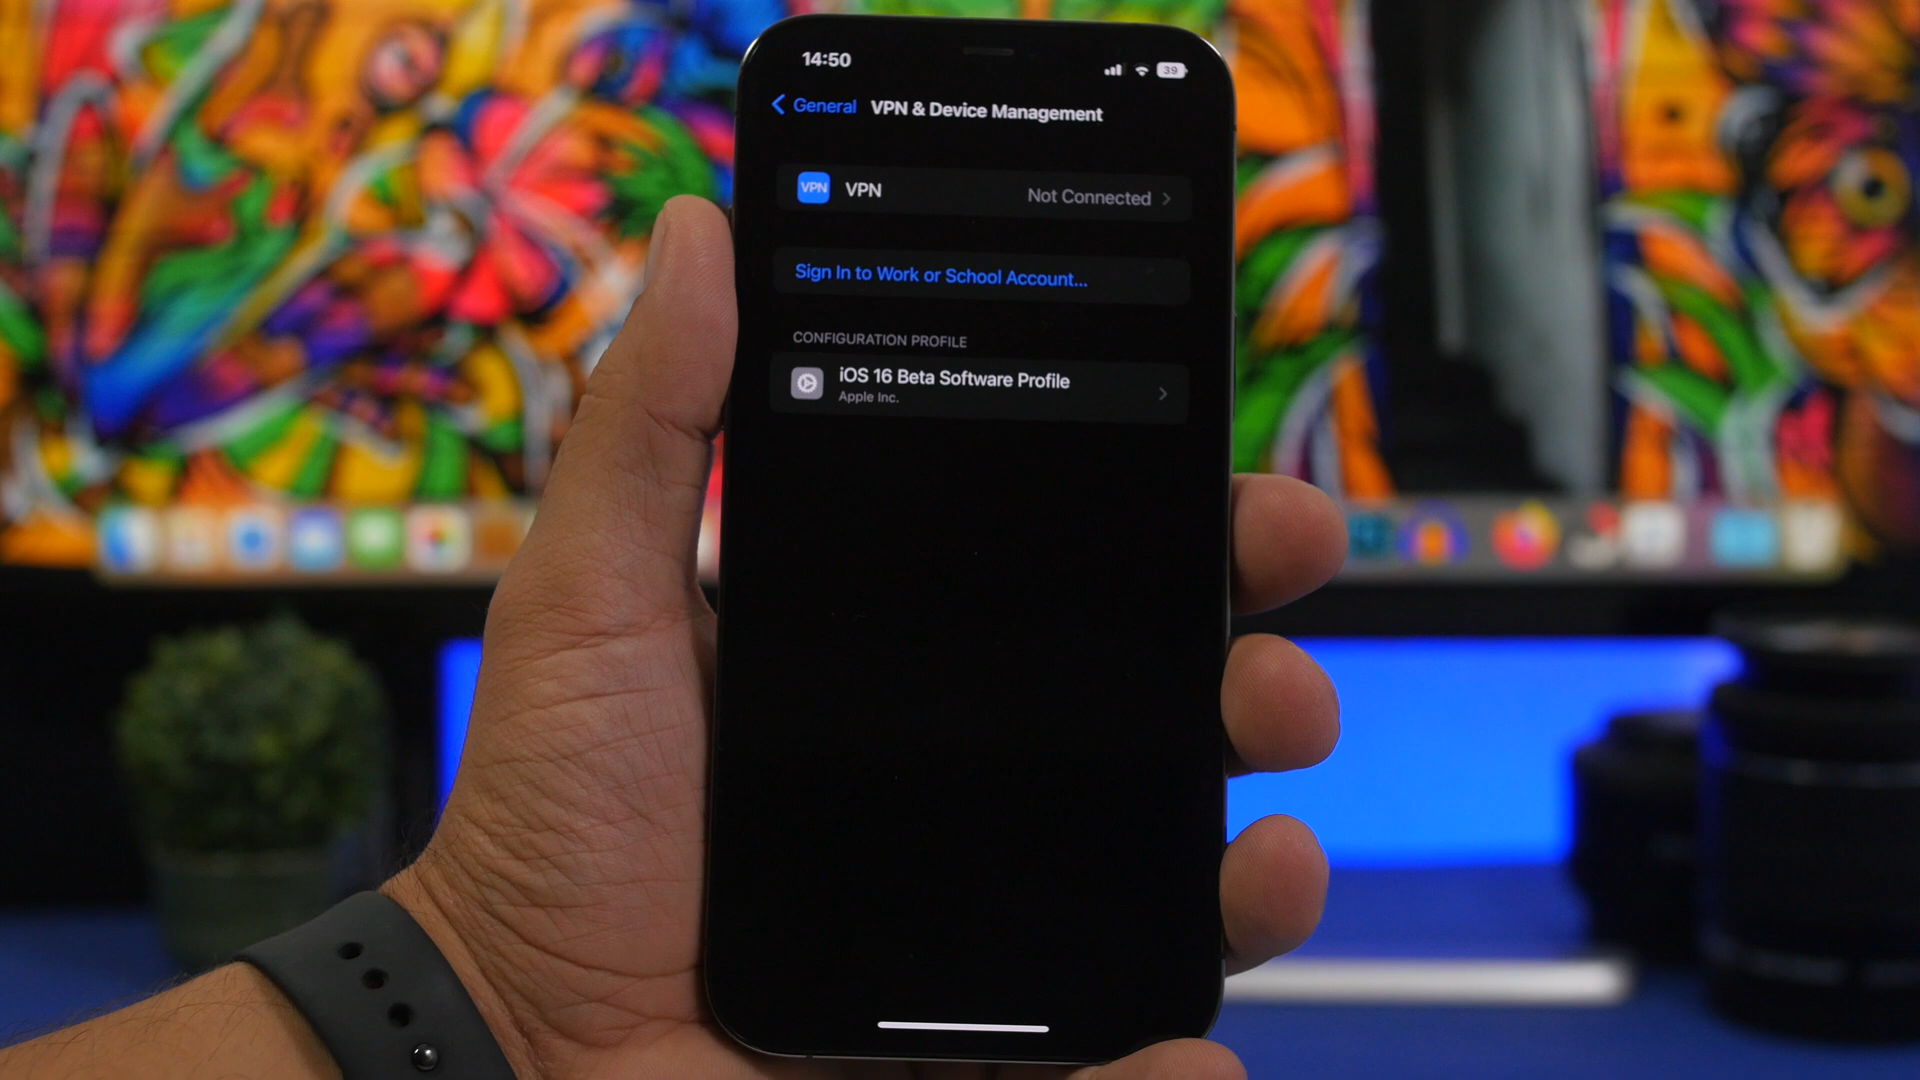 14:50
39
General VPN & Device Management
VPN VPN Not Connected
Sign In to Work or School Account...
CONFIGURATION PROFILE
iOS 16 Beta Software Profile
Apple Inc.